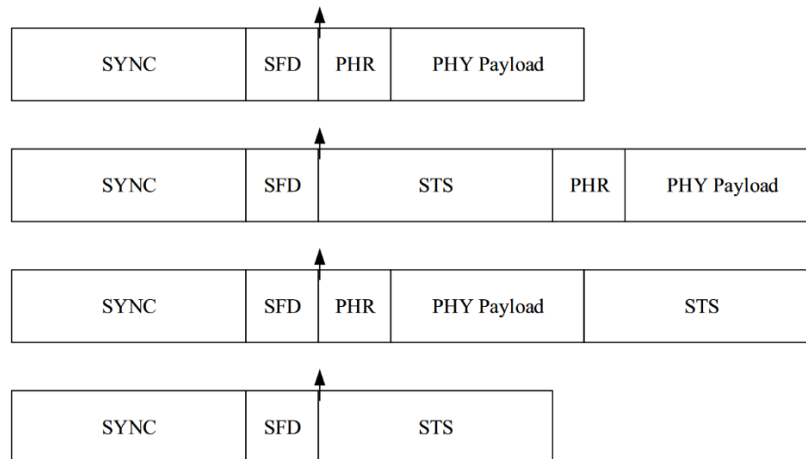 SYNC SFD PHR PHY Payload
SYNC SFD STS PHR PHY Payload
SYNC SFD PHR PHY Payload STS
SYNC SFD STS